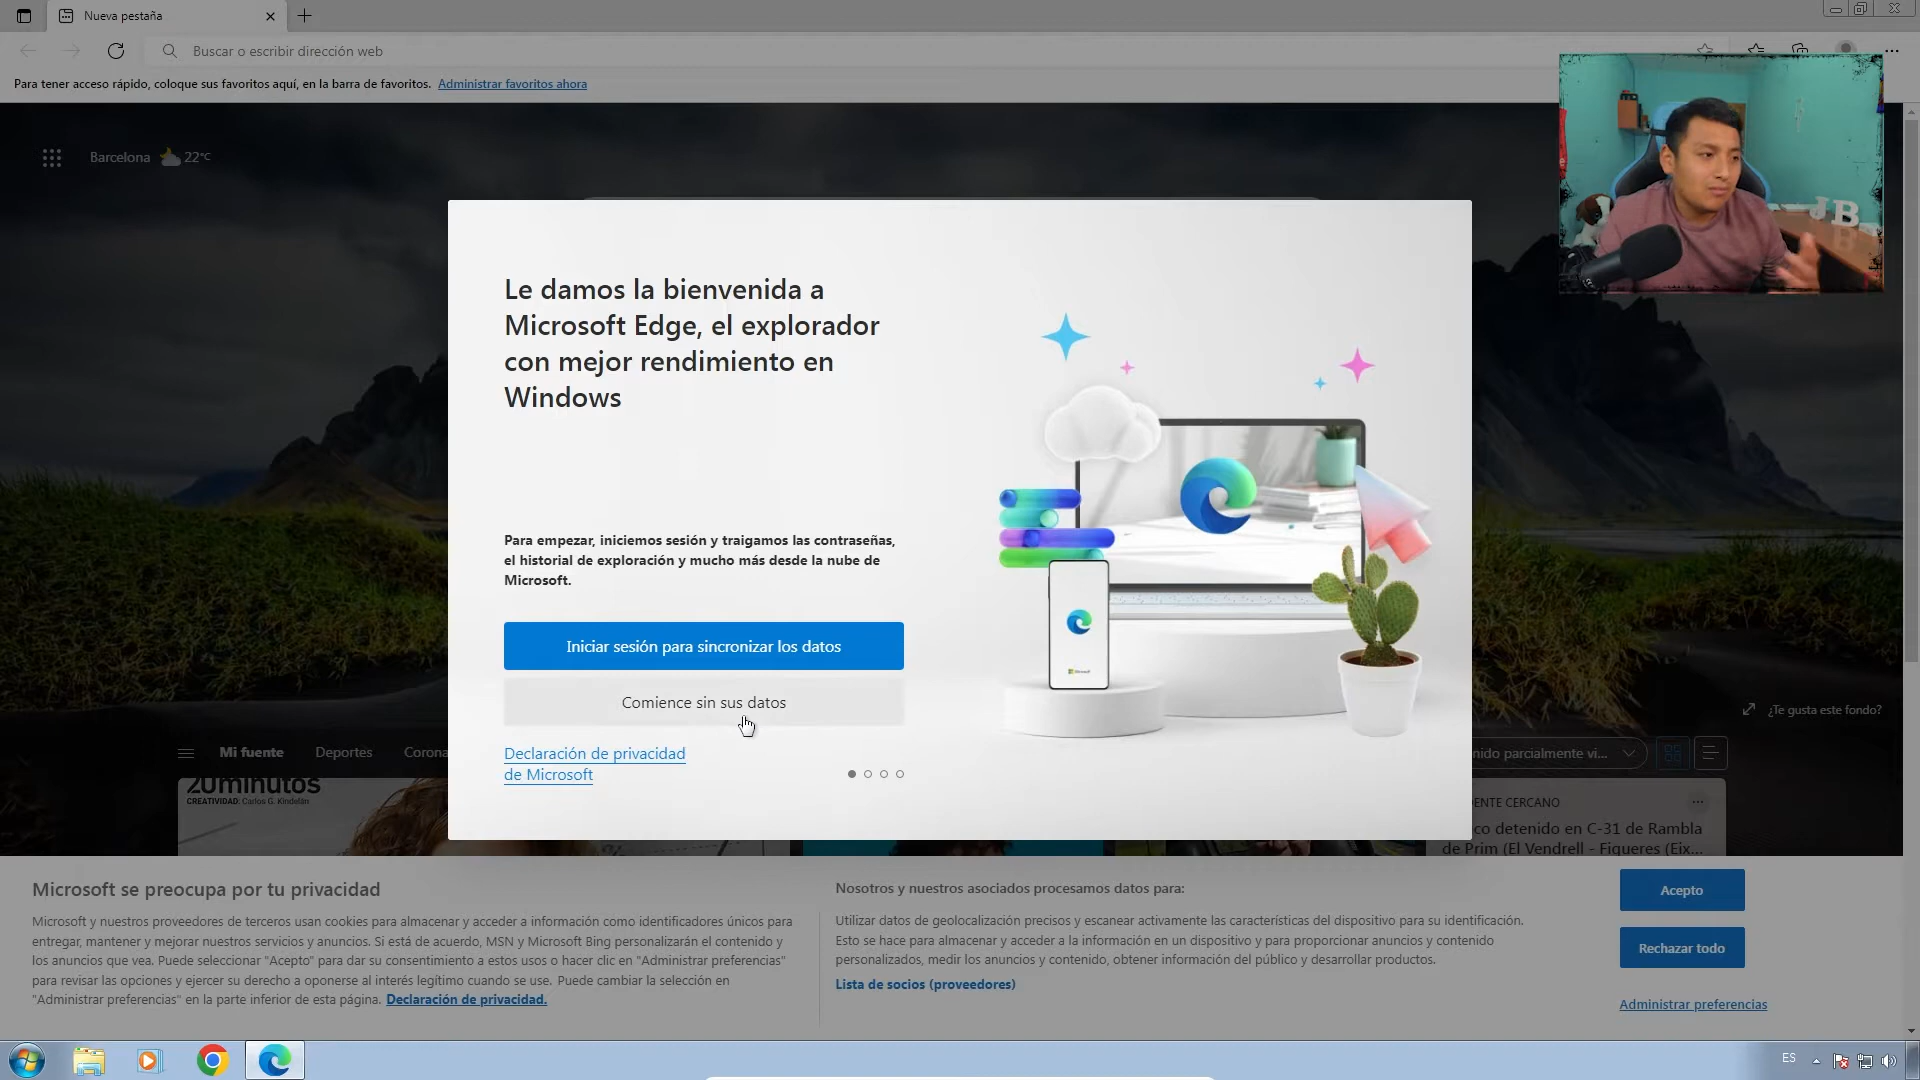 Nueva pestaña
Buscar o escribir dirección web
Para tener acceso rápido, coloque sus favoritos aquí, en la barra de favoritos. Administrar favoritos ahora
Barcelona 22°C
JB
Le damos la bienvenida a
Microsoft Edge, el explorador
con mejor rendimiento en
Windows
Para empezar, iniciemos sesión y traigamos las contraseñas,
el historial de exploración y mucho más desde la nube de
Microsoft.
Iniciar sesión para sincronizar los datos
Comience sin sus datos
Declaración de privacidad
de Microsoft
Microsoft
¿Te gusta este fondo?
Mi fuente Deportes Corona
nido parcialmente vi...
20minutos
CREATIVIDAD: Carlos G. Kindelán
ENTE CERCANO
co detenido en C-31 de Rambla
de Prim (El Vendrell - Figueres (Eix...
Microsoft se preocupa por tu privacidad
Microsoft y nuestros proveedores de terceros usan cookies para almacenar y acceder a información como identificadores únicos para
entregar, mantener y mejorar nuestros servicios y anuncios. Si está de acuerdo, MSN y Microsoft Bing personalizarán el contenido y
los anuncios que vea. Puede seleccionar "Acepto" para dar su consentimiento a estos usos o hacer clic en "Administrar preferencias"
para revisar las opciones y ejercer su derecho a oponerse al interés legítimo cuando se use. Puede cambiar la selección en
"Administrar preferencias" en la parte inferior de esta página. Declaración de privacidad.
Nosotros y nuestros asociados procesamos datos para:
Utilizar datos de geolocalización precisos y escanear activamente las características del dispositivo para su identificación.
Esto se hace para almacenar y acceder a la información en un dispositivo y para proporcionar anuncios y contenido
personalizados, medir los anuncios y contenido, obtener información del público y desarrollar productos.
Lista de socios (proveedores)
Acepto
Rechazar todo
Administrar preferencias
ES